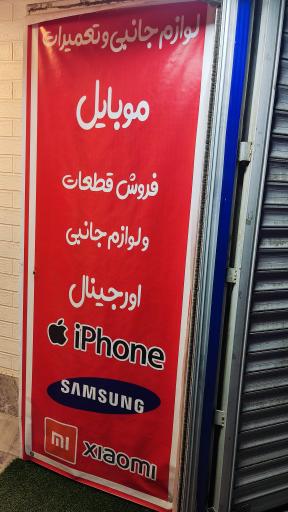 لوازم جانبی و تعمیرات
موبایل
فروش قطعات
و لوازم جانبی
اورجینال
iPhone
SAMSUNG
mi xiaomi